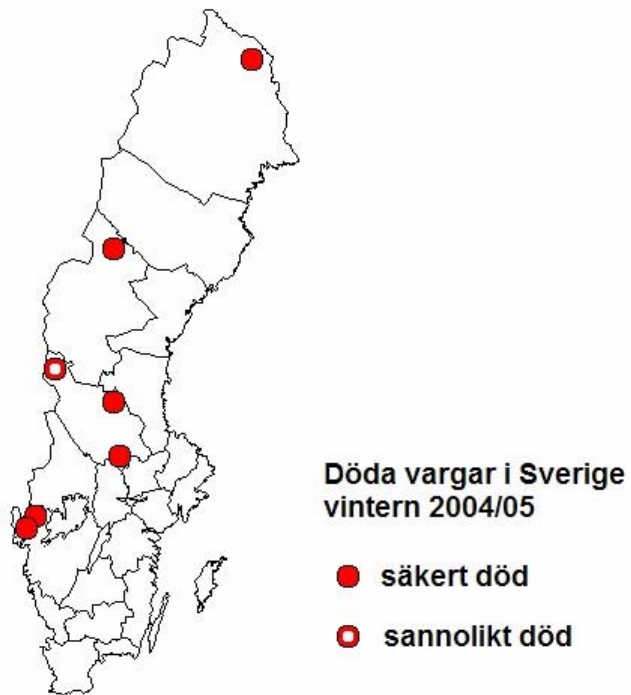 Döda vargar i Sverige
vintern 2004/05
säkert död
sannolikt död